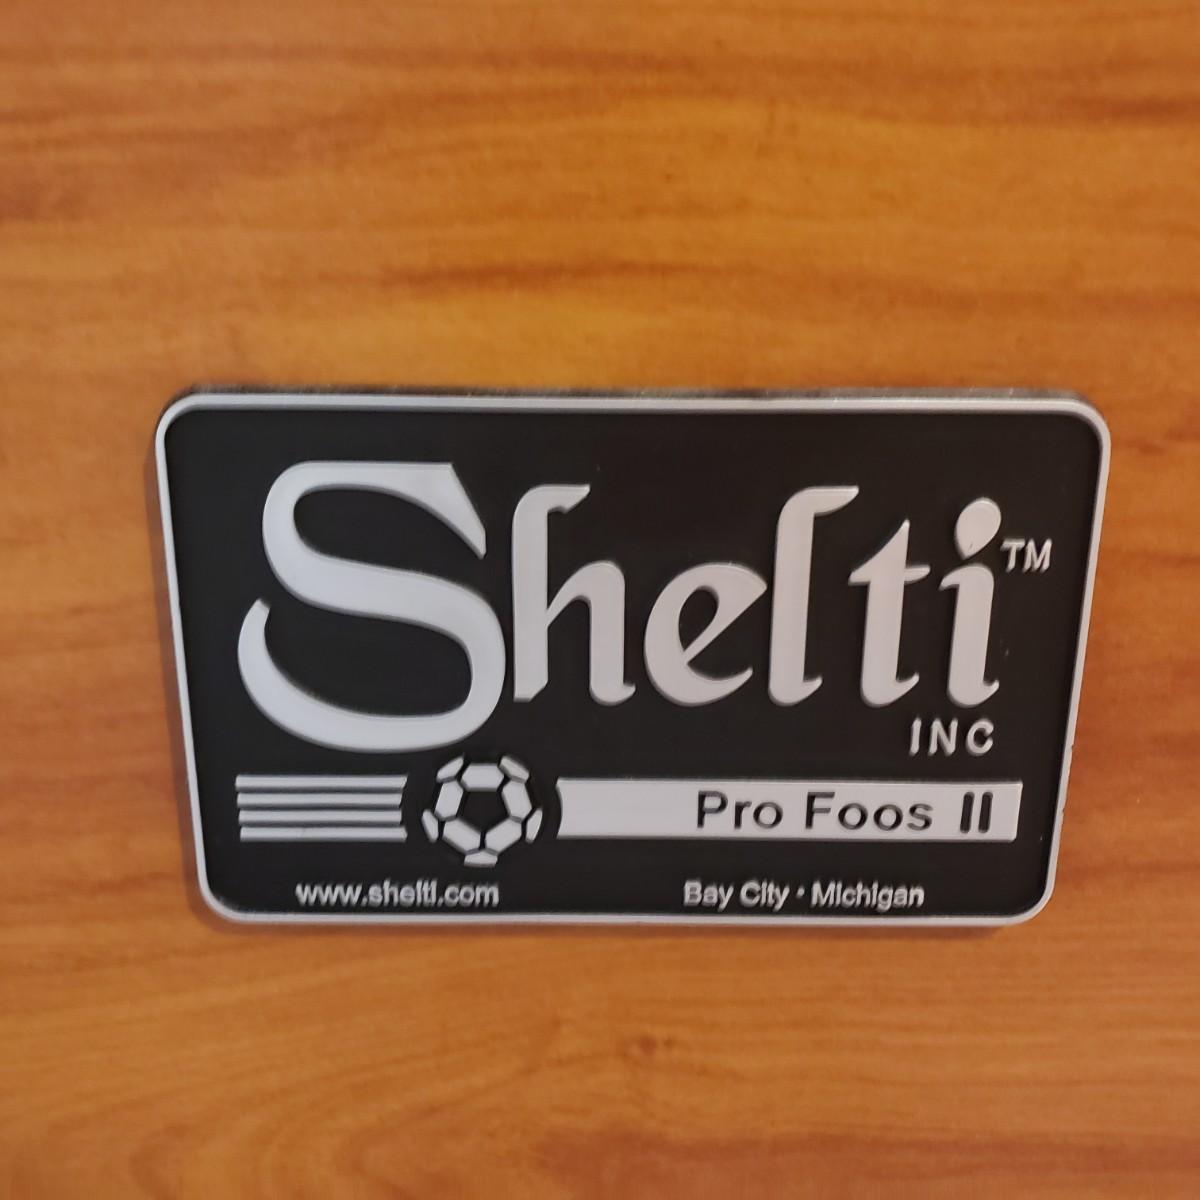 Shelti™
INC
Pro Foos II
www.shelti.com
Bay City · Michigan